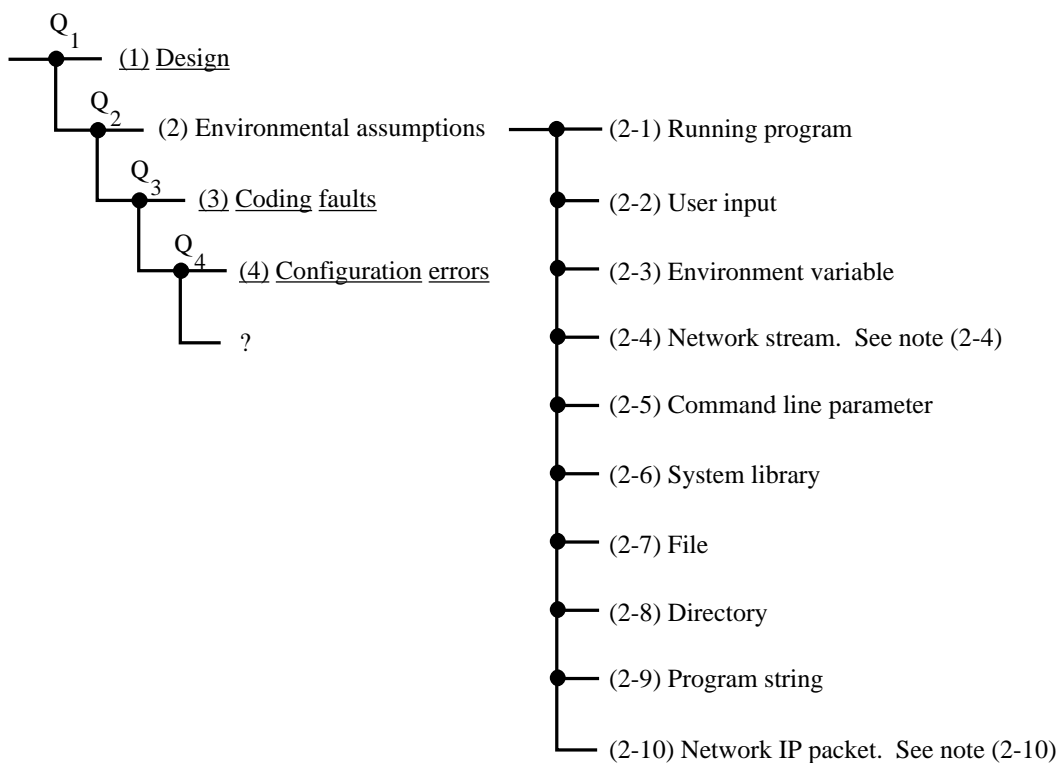 Q1
(1) Design
Q2
(2) Environmental assumptions
Q3
(3) Coding faults
Q4
(4) Configuration errors
?
(2-1) Running program
(2-2) User input
(2-3) Environment variable
(2-4) Network stream. See note (2-4)
(2-5) Command line parameter
(2-6) System library
(2-7) File
(2-8) Directory
(2-9) Program string
(2-10) Network IP packet. See note (2-10)